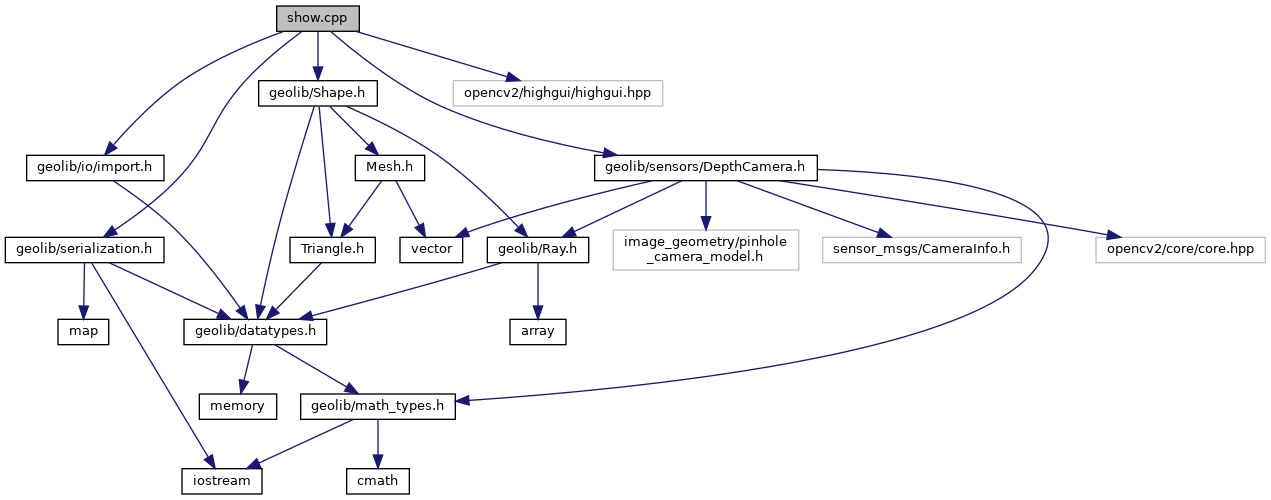 show.cpp
geolib/Shape.h
opencv2/highgui/highgui.hpp
geolib/io/import.h
Mesh.h
geolib/sensors/DepthCamera.h
geolib/serialization.h
Triangle.h
vector
geolib/Ray.h
image_geometry/pinhole
_camera_model.h
sensor_msgs/CameraInfo.h
opencv2/core/core.hpp
map
geolib/datatypes.h
array
memory
geolib/math_types.h
iostream
cmath